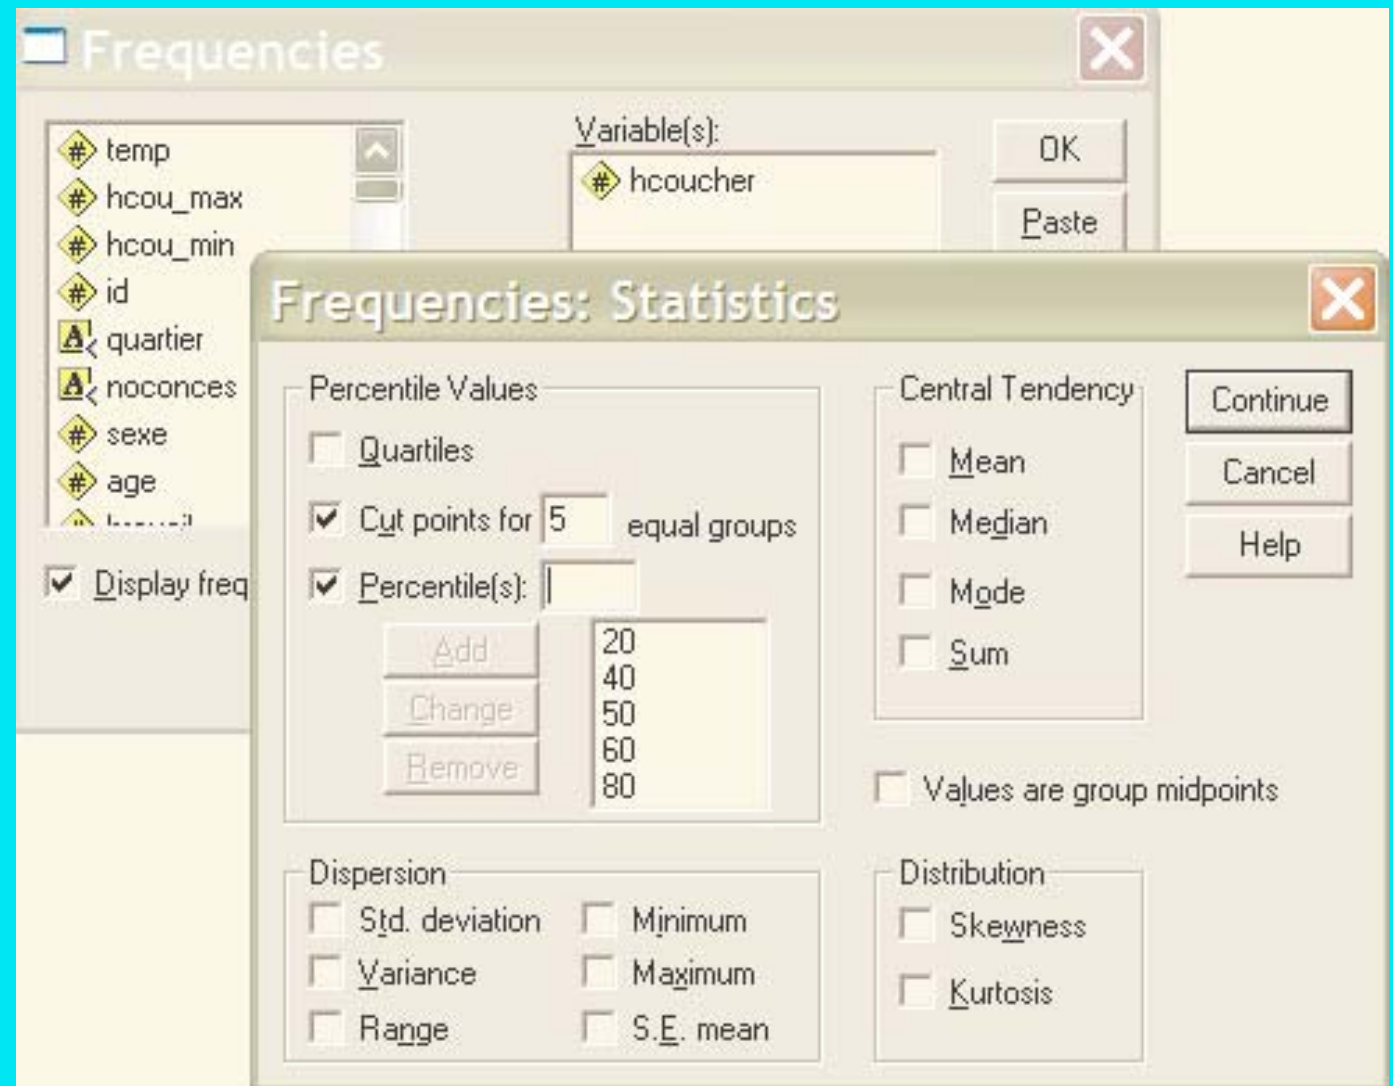 Frequencies
temp
hcou_max
hcou_min
id
quartier
noconces
sexe
age
Variable(s):
hcoucher
OK
Paste
Display freq
Frequencies: Statistics
Percentile Values
Quartiles
Cut points for 5 equal groups
Percentile(s):
Add
Change
Remove
20
40
50
60
80
Central Tendency
Mean
Median
Mode
Sum
Continue
Cancel
Help
Values are group midpoints
Dispersion
Std. deviation
Variance
Range
Minimum
Maximum
S.E. mean
Distribution
Skewness
Kurtosis